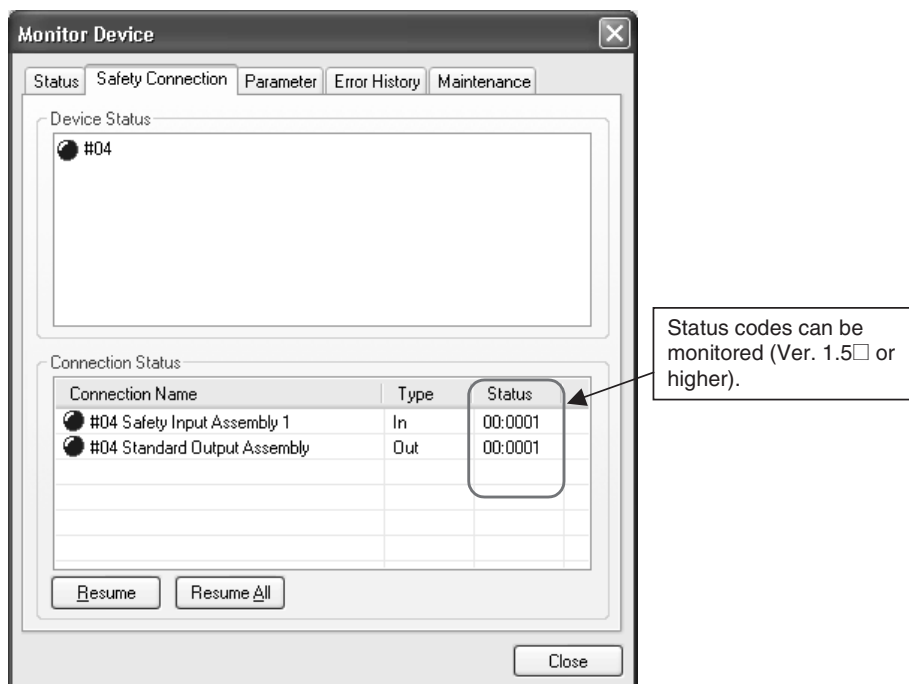 Monitor Device
Status Safety Connection Parameter Error History Maintenance
Device Status
#04
Connection Status
Connection Name Type Status
#04 Safety Input Assembly 1 In 00:0001
#04 Standard Output Assembly Out 00:0001
Resume Resume All
Close
Status codes can be
monitored (Ver. 1.5□ or
higher).